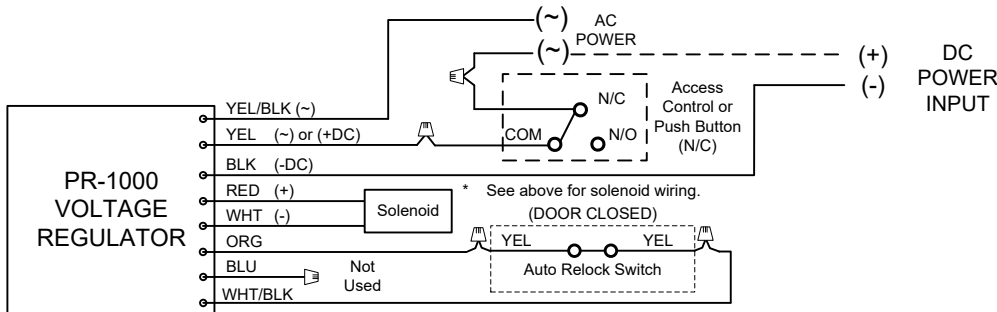 (~) AC
POWER
(~)
(+) DC
(-) POWER
INPUT
Access
Control or
Push Button
(N/C)
N/C
COM
N/O
YEL/BLK (~)
YEL (~) or (+DC)
BLK (-DC)
RED (+)
WHT (-)
ORG
BLU
WHT/BLK
PR-1000
VOLTAGE
REGULATOR
Solenoid
* See above for solenoid wiring.
(DOOR CLOSED)
YEL YEL
Auto Relock Switch
Not
Used